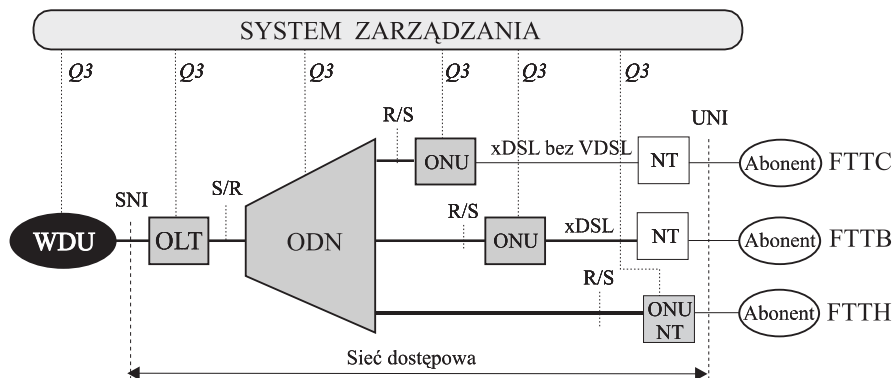 SYSTEM ZARZĄDZANIA
Q3 Q3 Q3 Q3 Q3 Q3
R/S UNI
ONU xDSL bez VDSL NT Abonent FTTC
SNI S/R
R/S
WDU OLT ODN ONU xDSL NT Abonent FTTB
R/S
ONU NT Abonent FTTH
Sieć dostępowa